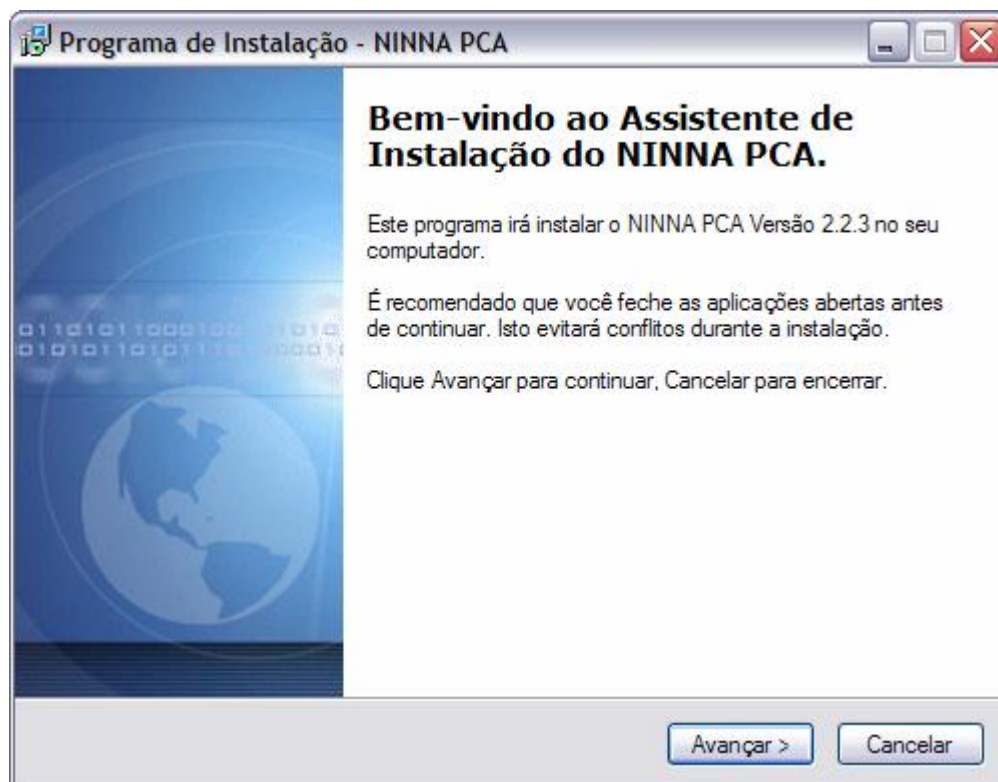 Programa de Instalação - NINNA PCA
Bem-vindo ao Assistente de
Instalação do NINNA PCA.
Este programa irá instalar o NINNA PCA Versão 2.2.3 no seu
computador.
É recomendado que você feche as aplicações abertas antes
de continuar. Isto evitará conflitos durante a instalação.
Clique Avançar para continuar, Cancelar para encerrar.
Avançar >
Cancelar